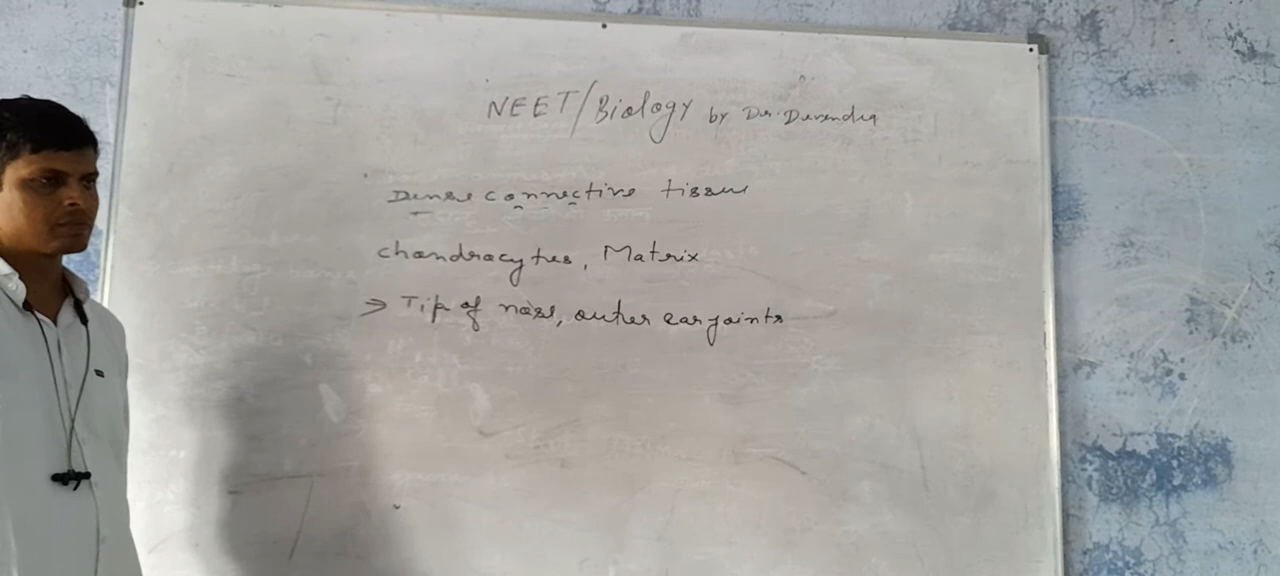 NEET/Biology by Dr. Devendra
Dense connective tissue
chondrocytes, Matrix
⇒ Tip of nose, outer ear joints